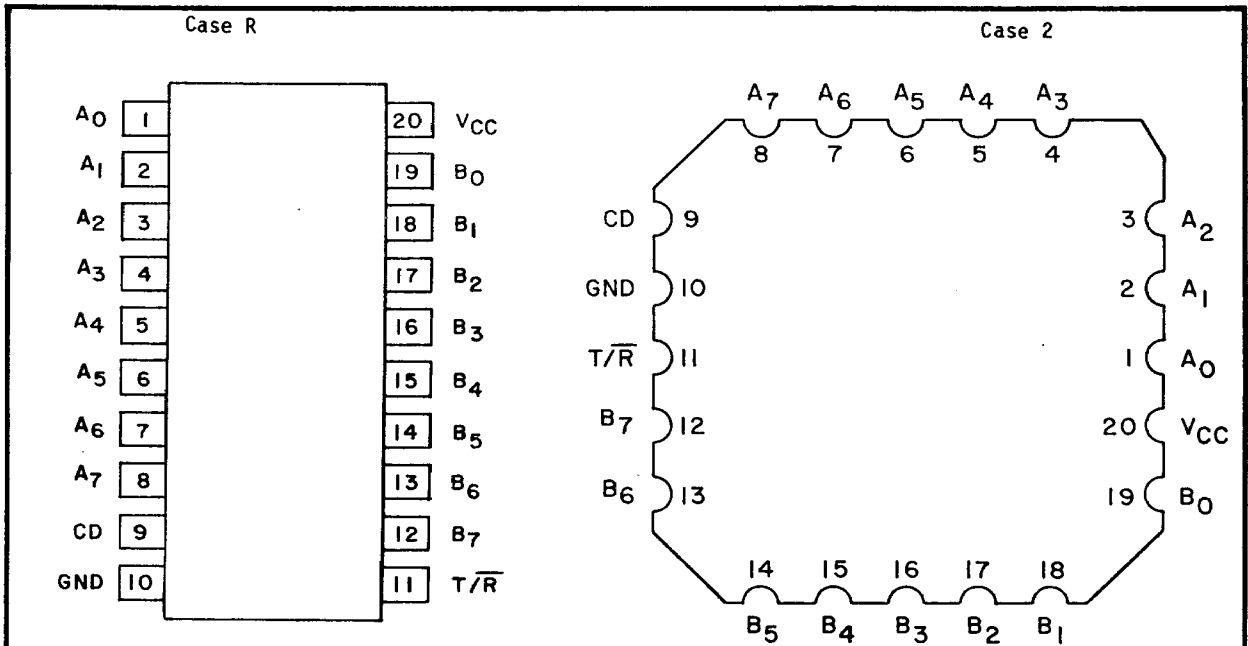 Case R
A0 1 20 VCC
A1 2 19 B0
A2 3 18 B1
A3 4 17 B2
A4 5 16 B3
A5 6 15 B4
A6 7 14 B5
A7 8 13 B6
CD 9 12 B7
GND 10 11 T/R̅
Case 2
A7 A6 A5 A4 A3
8 7 6 5 4
CD 9 3 A2
GND 10 2 A1
T/R̅ 11 1 A0
B7 12 20 VCC
B6 13 19 B0
14 15 16 17 18
B5 B4 B3 B2 B1